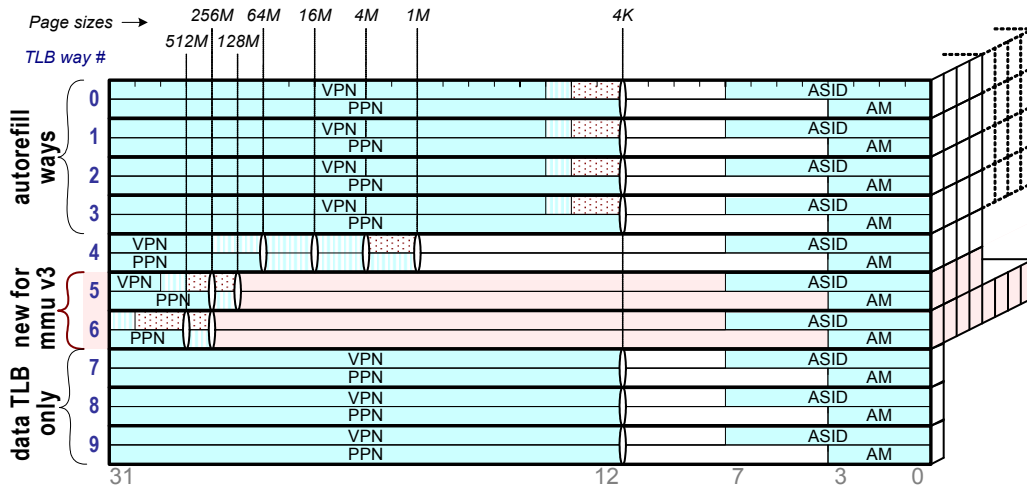 Page sizes
256M 64M 16M 4M 1M 4K
512M 128M
TLB way #
autorefill ways
0 VPN ASID
PPN AM
1 VPN ASID
PPN AM
2 VPN ASID
PPN AM
3 VPN ASID
PPN AM
4 VPN ASID
PPN AM
new for mmu v3
5 VPN ASID
PPN AM
6 ASID
PPN AM
data TLB only
7 VPN ASID
PPN AM
8 VPN ASID
PPN AM
9 VPN ASID
PPN AM
31 12 7 3 0